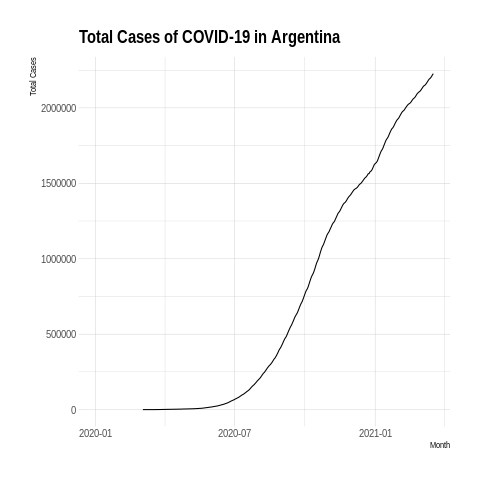 Total Cases of COVID-19 in Argentina
Total Cases
2000000
1500000
1000000
500000
0
2020-01
2020-07
2021-01
Month